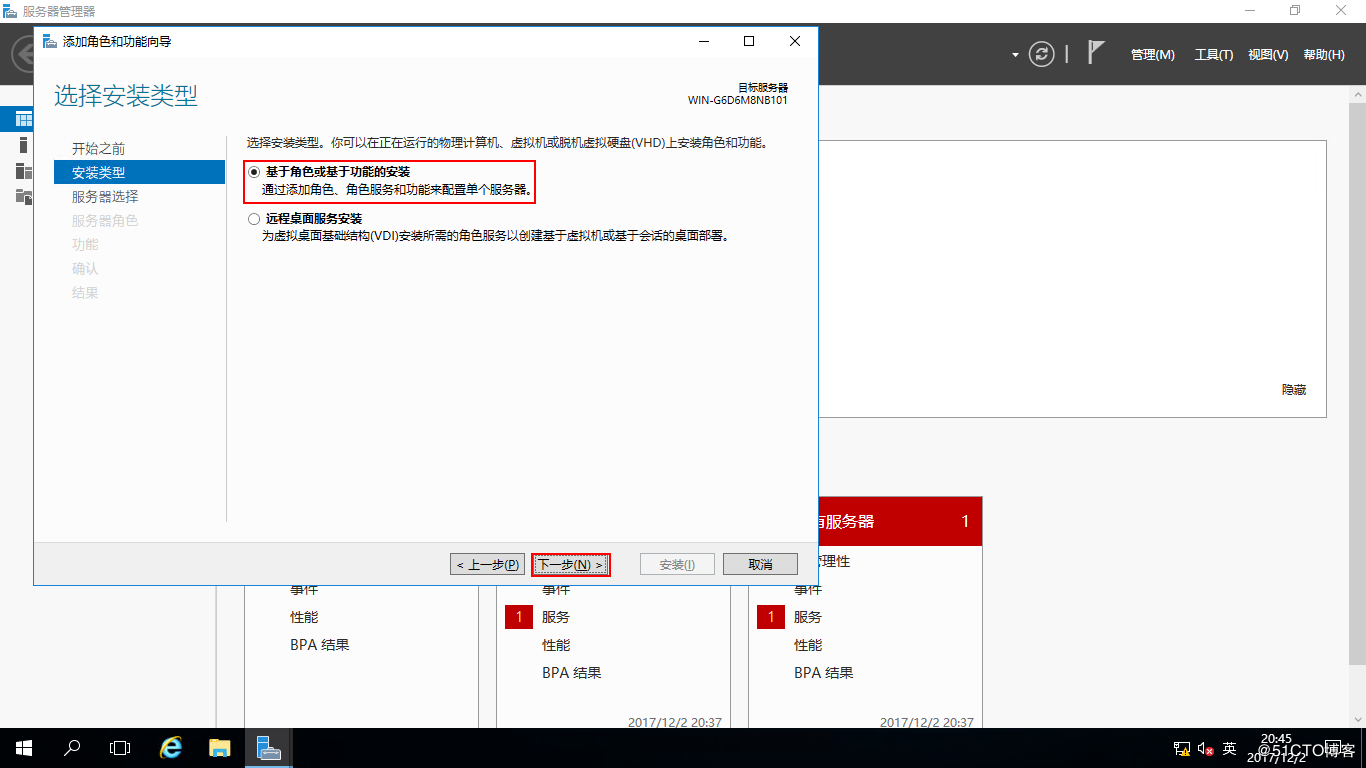 服务器管理器
添加角色和功能向导
管理(M) 工具(T) 视图(V) 帮助(H)
选择安装类型
目标服务器
WIN-G6D6M8NB101
开始之前
安装类型
服务器选择
服务器角色
功能
确认
结果
选择安装类型。你可以在正在运行的物理计算机、虚拟机或脱机虚拟硬盘(VHD)上安装角色和功能。
基于角色或基于功能的安装
通过添加角色、角色服务和功能来配置单个服务器。
远程桌面服务安装
为虚拟桌面基础结构(VDI)安装所需的角色服务以创建基于虚拟机或基于会话的桌面部署。
隐藏
< 上一步(P) 下一步(N) > 安装(I) 取消
有服务器 1
管理性
事件
性能
BPA 结果
事件
1 服务
性能
BPA 结果
2017/12/2 20:37
事件
1 服务
性能
BPA 结果
2017/12/2 20:37
英
20:45
2017/12/2
@51CTO博客